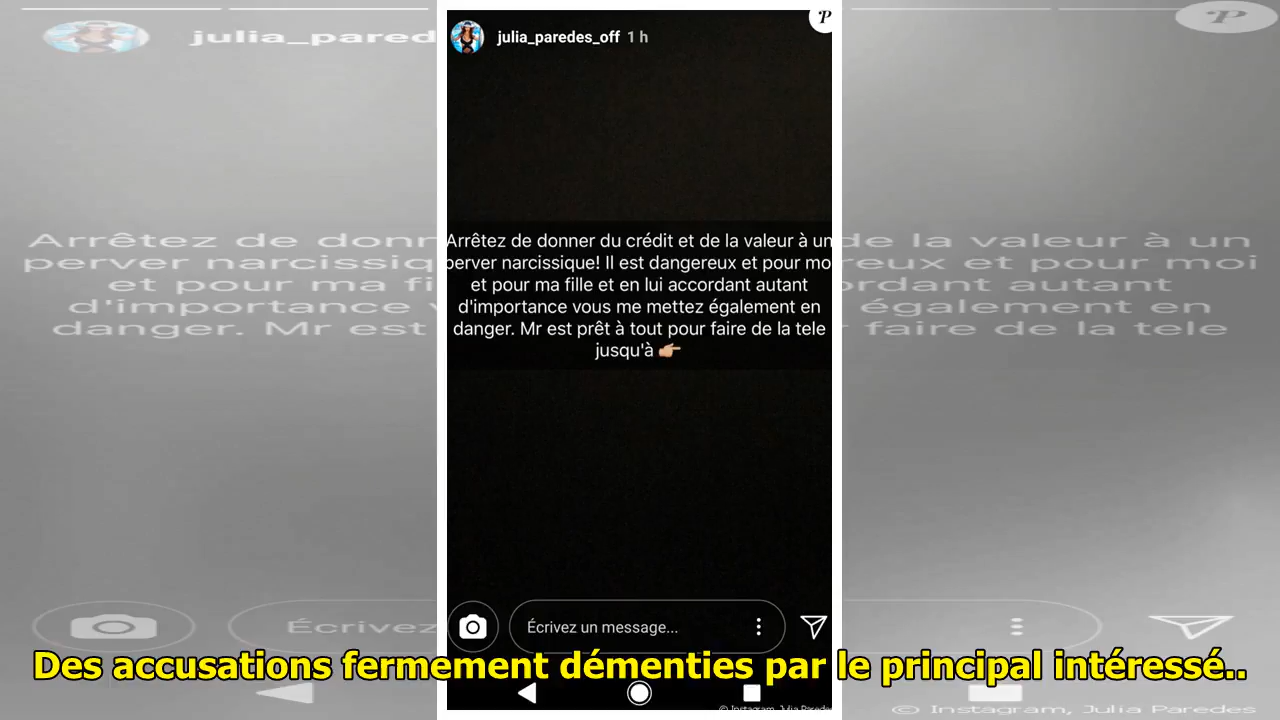 julia_paredes_off 1 h
P
Arrêtez de donner du crédit et de la valeur à un
perver narcissique! Il est dangereux et pour moi
et pour ma fille et en lui accordant autant
d'importance vous me mettez également en
danger. Mr est prêt à tout pour faire de la tele
jusqu'à
Écrivez un message...
Des accusations fermement démenties par le principal intéressé..
© Instagram, Julia Paredes